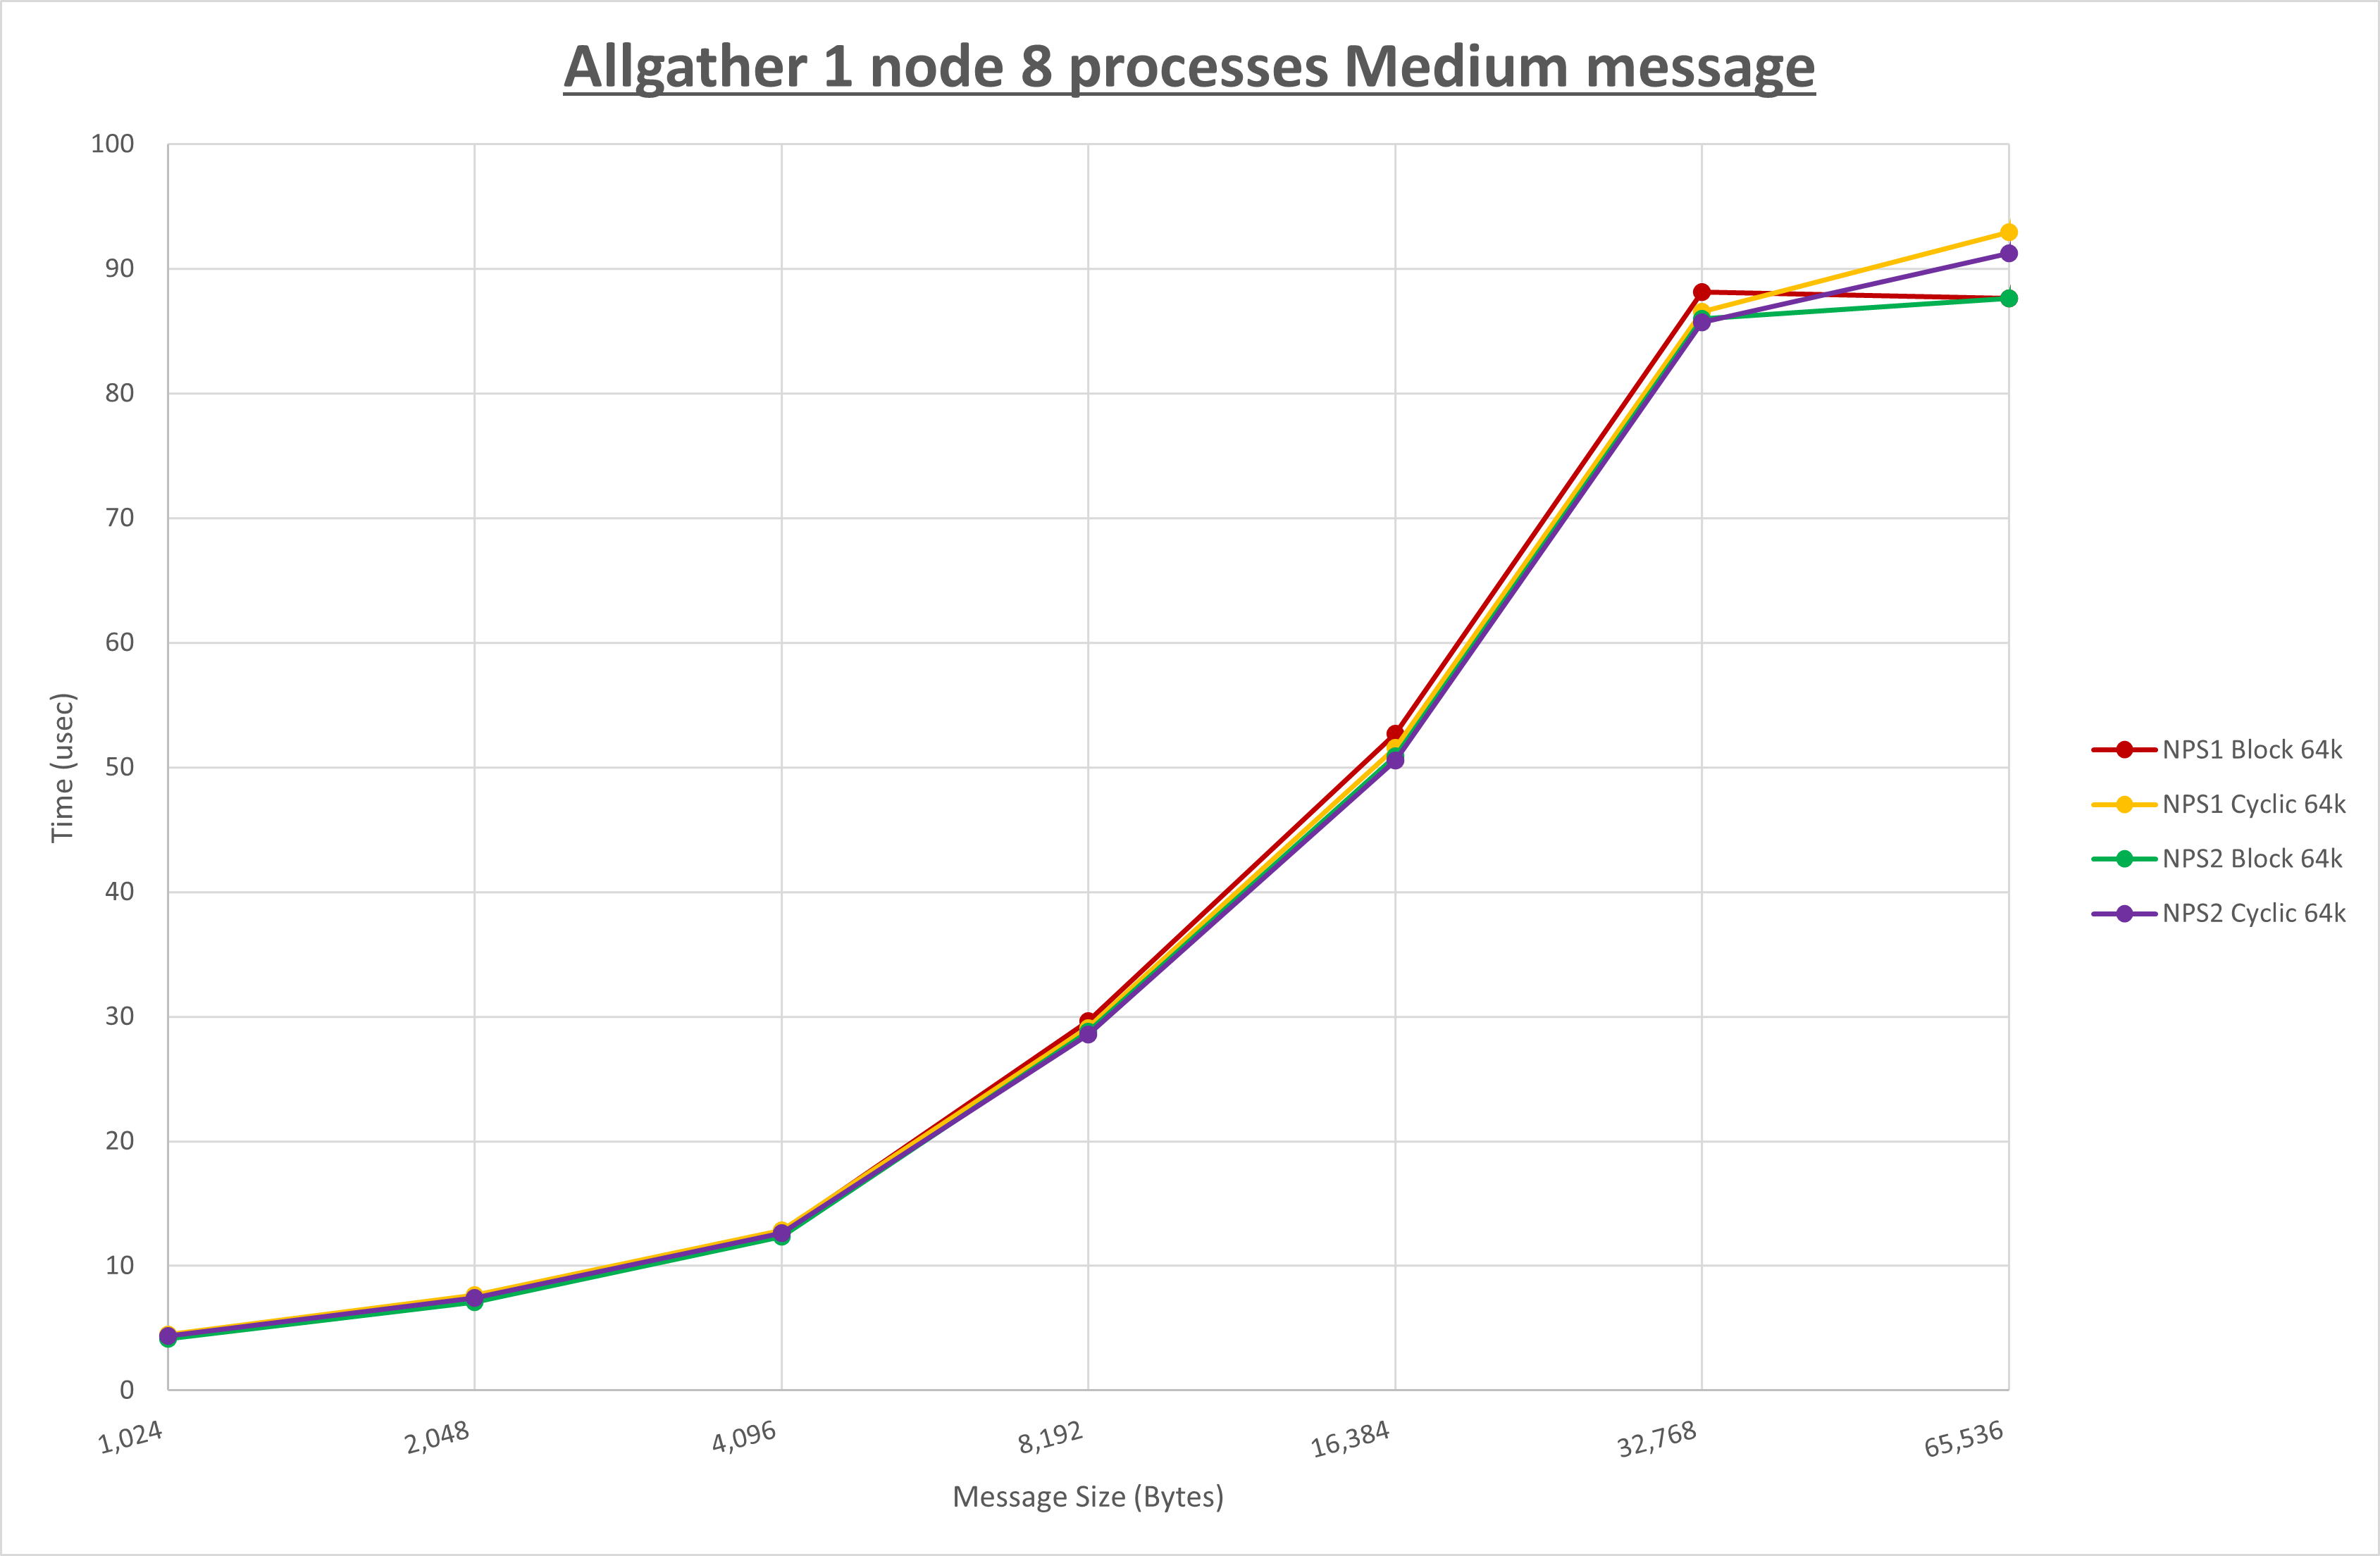 Allgather 1 node 8 processes Medium message
100
90
80
70
60
50
40
30
20
10
0
Time (usec)
1,024
2,048
4,096
8,192
16,384
32,768
65,536
Message Size (Bytes)
NPS1 Block 64k
NPS1 Cyclic 64k
NPS2 Block 64k
NPS2 Cyclic 64k